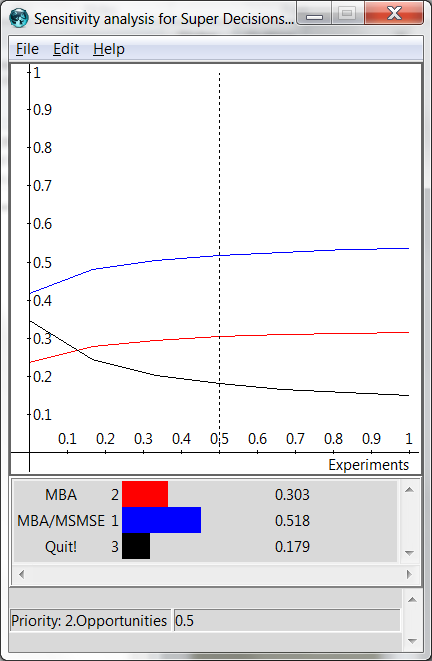 Sensitivity analysis for Super Decisions...
File Edit Help
1
0.9
0.8
0.7
0.6
0.5
0.4
0.3
0.2
0.1
0.1 0.2 0.3 0.4 0.5 0.6 0.7 0.8 0.9 1
Experiments
MBA 2 0.303
MBA/MSMSE 1 0.518
Quit! 3 0.179
Priority: 2.Opportunities 0.5